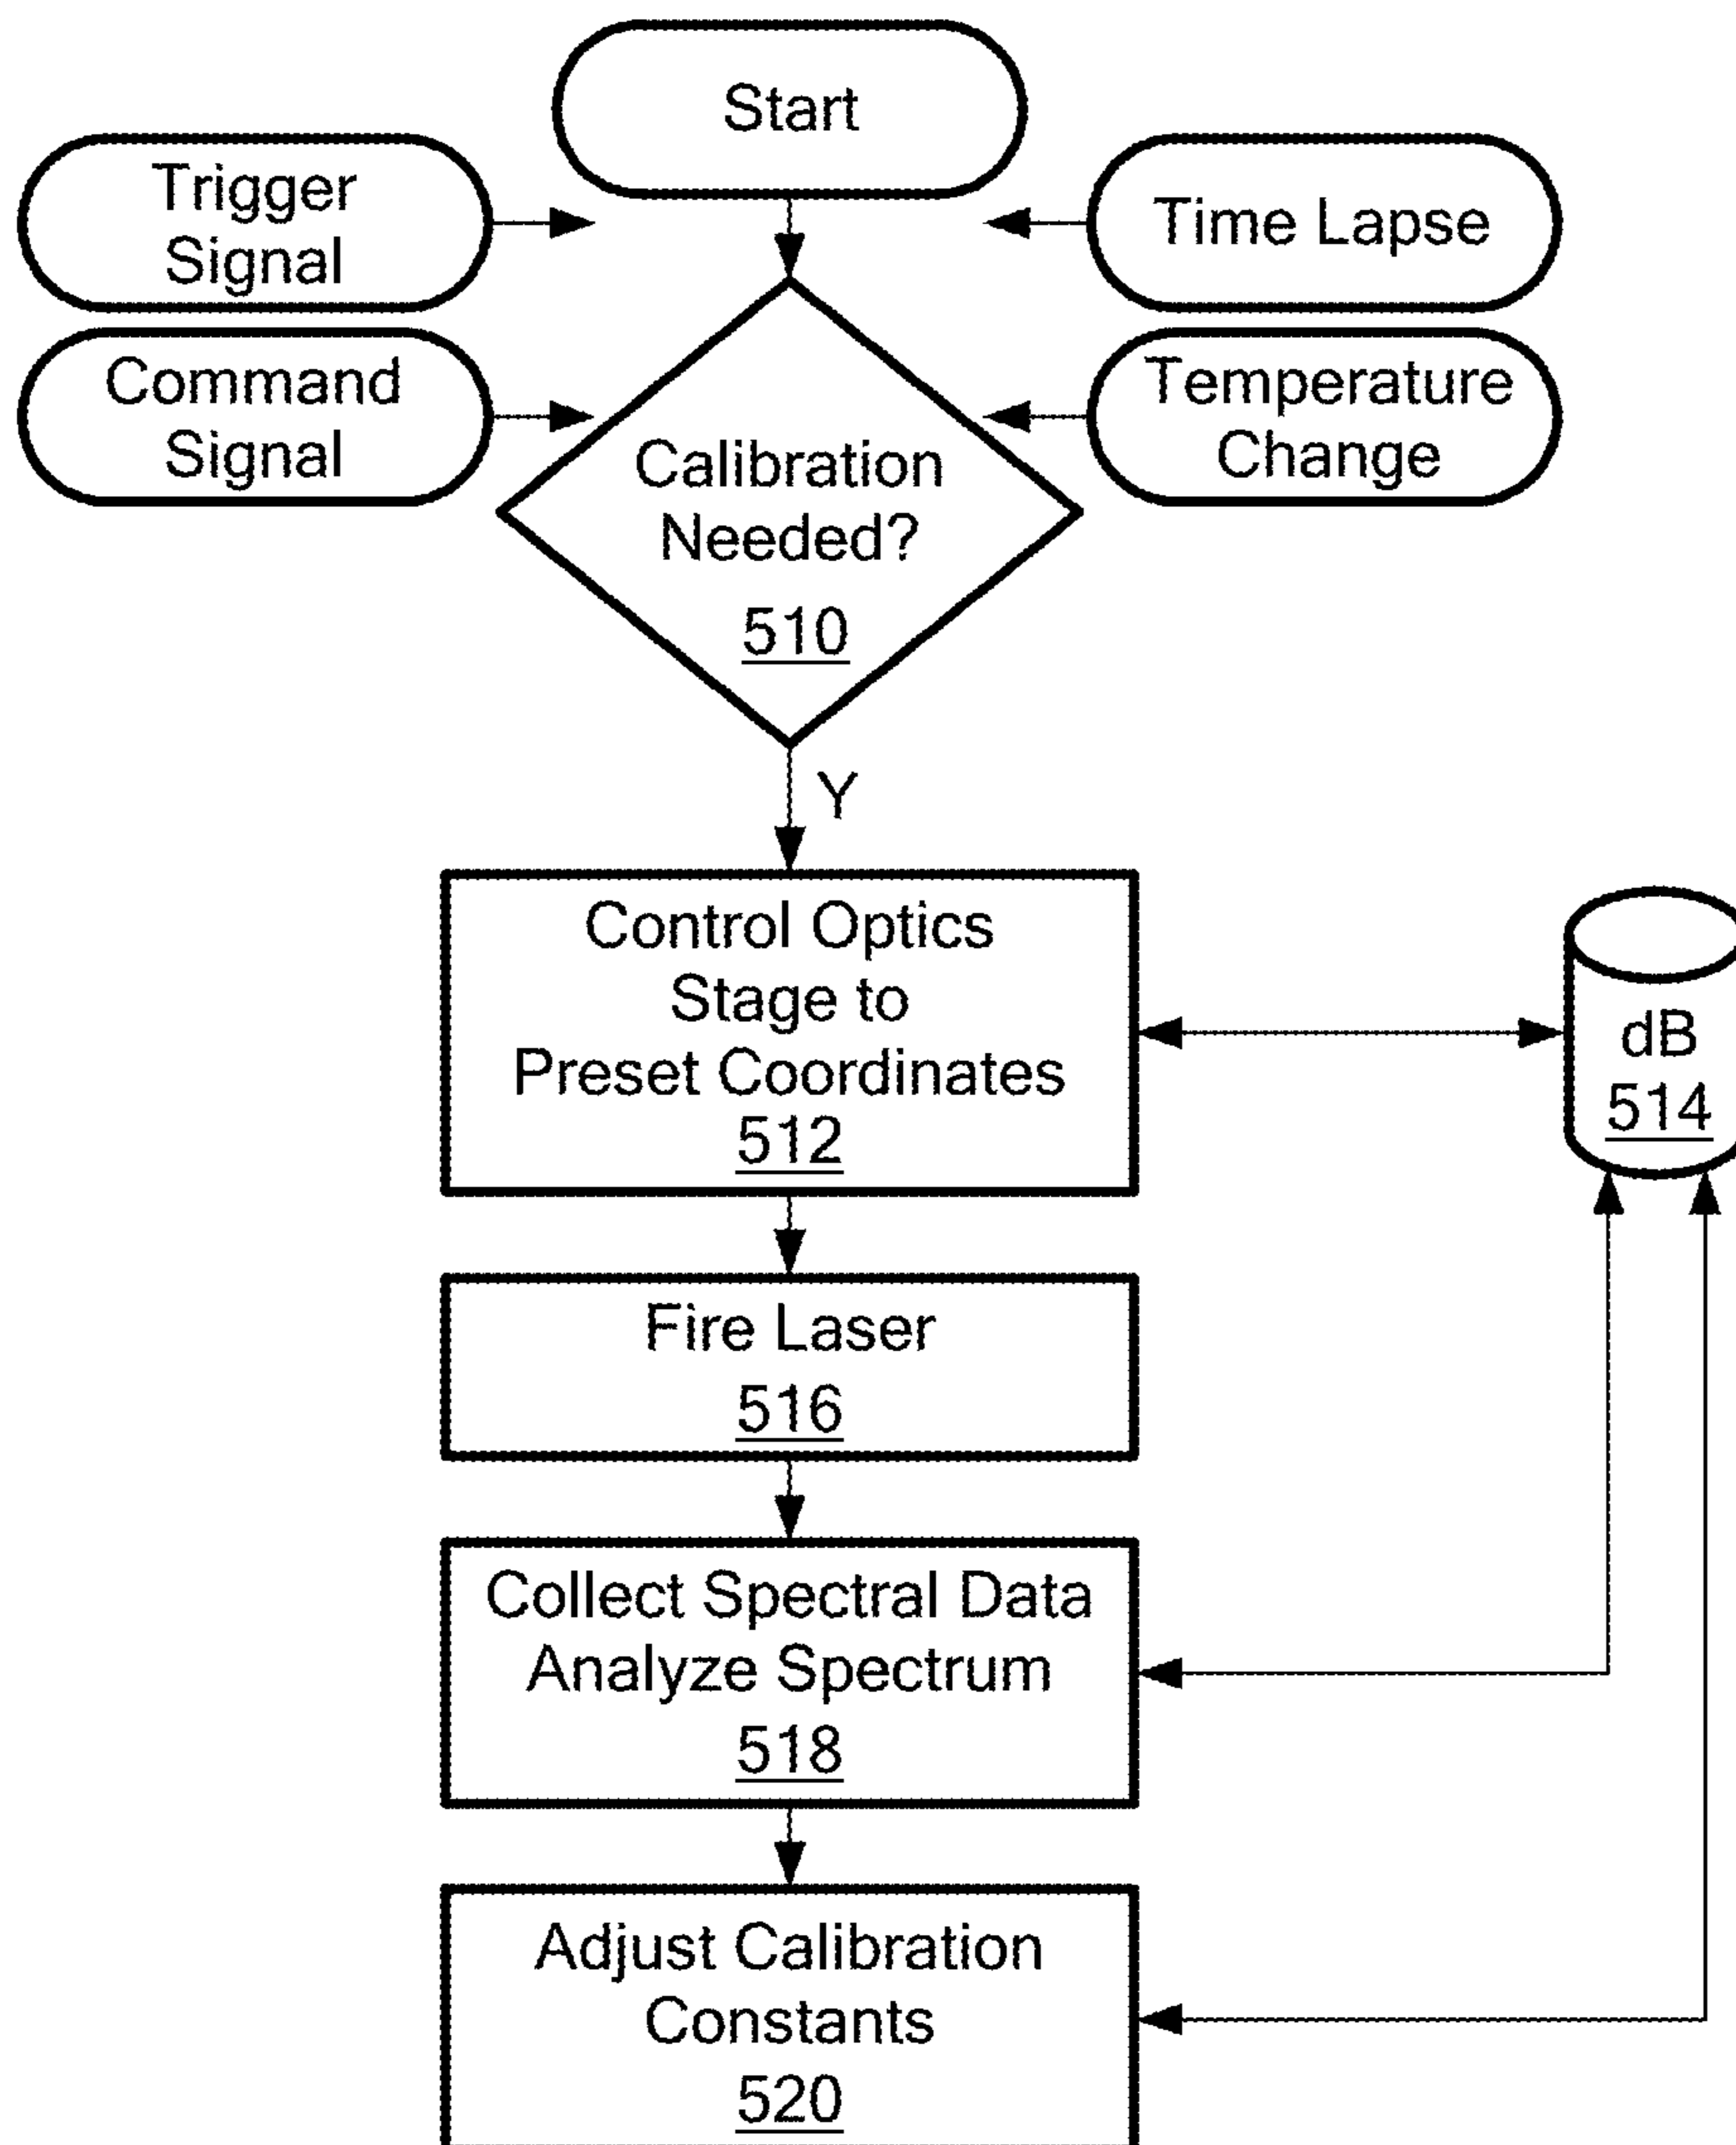 Start
Trigger
Signal
Time Lapse
Command
Signal
Temperature
Change
Calibration
Needed?
510
Y
Control Optics
Stage to
Preset Coordinates
512
dB
514
Fire Laser
516
Collect Spectral Data
Analyze Spectrum
518
Adjust Calibration
Constants
520